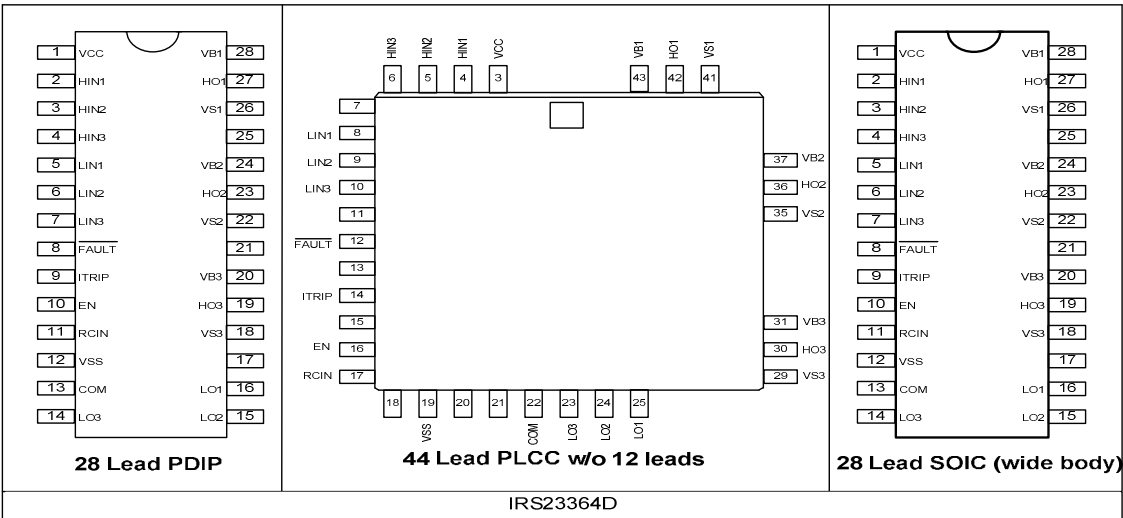 1 VCC VB1 28
2 HIN1 HO1 27
3 HIN2 VS1 26
4 HIN3 25
5 LIN1 VB2 24
6 LIN2 HO2 23
7 LIN3 VS2 22
8 FAULT 21
9 ITRIP VB3 20
10 EN HO3 19
11 RCIN VS3 18
12 VSS 17
13 COM LO1 16
14 LO3 LO2 15
28 Lead PDIP
HIN3 HIN2 HIN1 VCC VB1 HO1 VS1
6 5 4 3 43 42 41
7
LIN1 8
LIN2 9 37 VB2
LIN3 10 36 HO2
11 35 VS2
FAULT 12
13
ITRIP 14
15 31 VB3
EN 16 30 HO3
RCIN 17 29 VS3
18 19 20 21 22 23 24 25
VSS COM LO3 LO2 LO1
44 Lead PLCC w/o 12 leads
1 VCC VB1 28
2 HIN1 HO1 27
3 HIN2 VS1 26
4 HIN3 25
5 LIN1 VB2 24
6 LIN2 HO2 23
7 LIN3 VS2 22
8 FAULT 21
9 ITRIP VB3 20
10 EN HO3 19
11 RCIN VS3 18
12 VSS 17
13 COM LO1 16
14 LO3 LO2 15
28 Lead SOIC (wide body)
IRS23364D